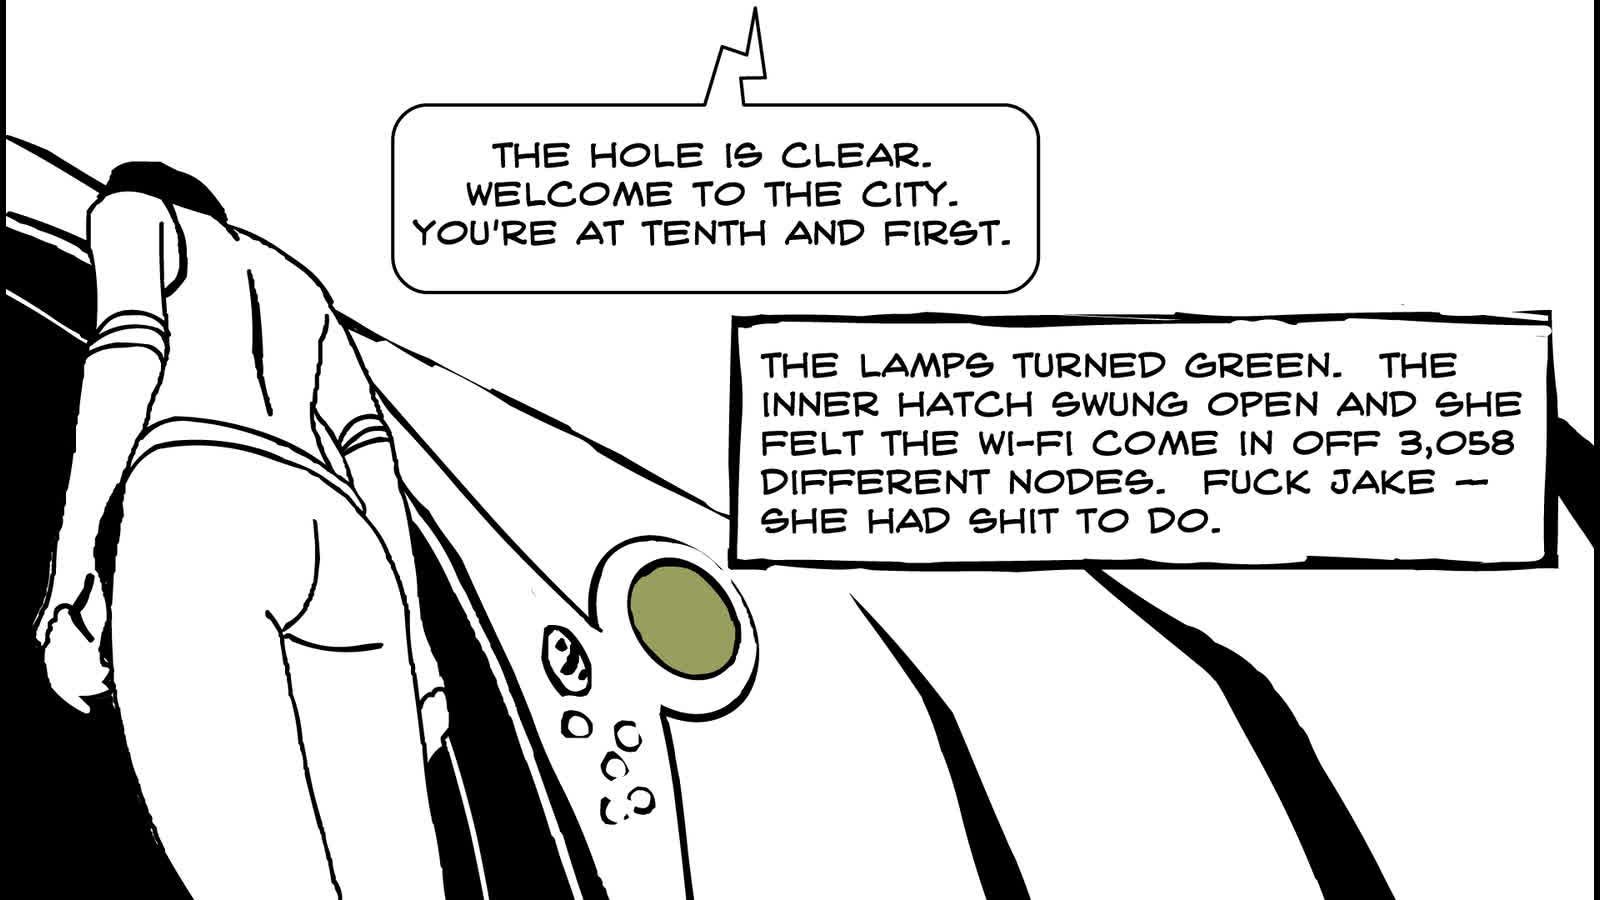 THE HOLE IS CLEAR.
WELCOME TO THE CITY.
YOU'RE AT TENTH AND FIRST.
THE LAMPS TURNED GREEN. THE
INNER HATCH SWUNG OPEN AND SHE
FELT THE WI-FI COME IN OFF 3,058
DIFFERENT NODES. FUCK JAKE —
SHE HAD SHIT TO DO.